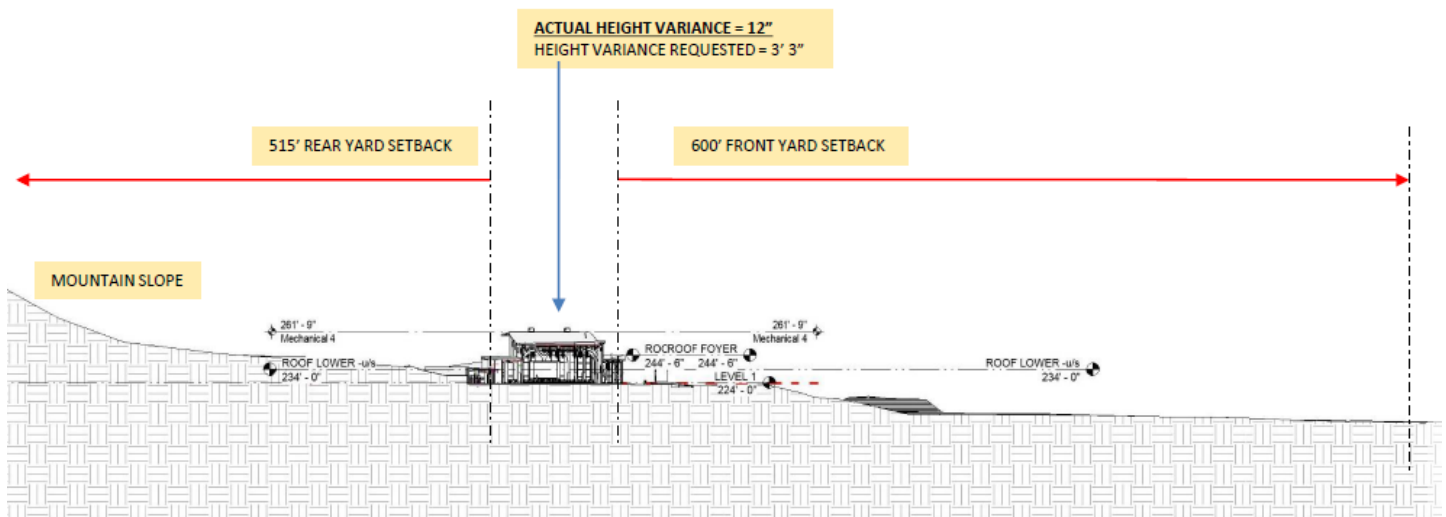 ACTUAL HEIGHT VARIANCE = 12”
HEIGHT VARIANCE REQUESTED = 3’ 3”
515’ REAR YARD SETBACK
600’ FRONT YARD SETBACK
MOUNTAIN SLOPE
261' - 9"
Mechanical 4
261' - 9"
Mechanical 4
ROOF LOWER -u/s
234' - 0"
ROCROOF FOYER
244' - 6" 244' - 6"
LEVEL 1
224' - 0"
ROOF LOWER -u/s
234' - 0"